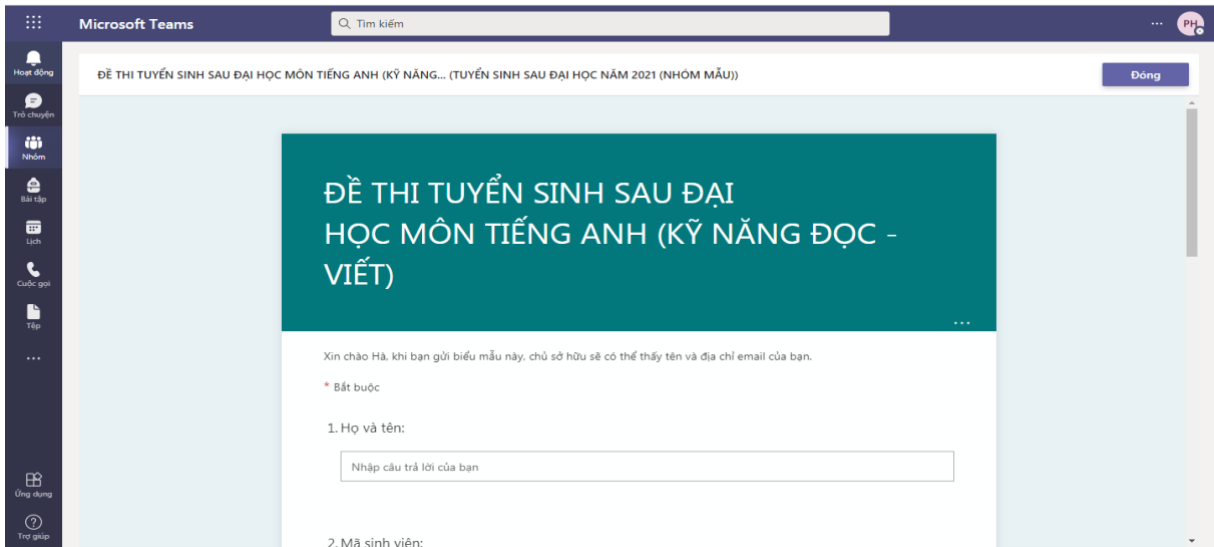 Microsoft Teams
Tìm kiếm
PH
Hoạt động
Trò chuyện
Nhóm
Bài tập
Lịch
Cuộc gọi
Tệp
Ứng dụng
Trợ giúp
ĐỀ THI TUYỂN SINH SAU ĐẠI HỌC MÔN TIẾNG ANH (KỸ NĂNG... (TUYỂN SINH SAU ĐẠI HỌC NĂM 2021 (NHÓM MẪU))
Đóng
ĐỀ THI TUYỂN SINH SAU ĐẠI
HỌC MÔN TIẾNG ANH (KỸ NĂNG ĐỌC -
VIẾT)
Xin chào Hà, khi bạn gửi biểu mẫu này, chủ sở hữu sẽ có thể thấy tên và địa chỉ email của bạn.
* Bắt buộc
1. Họ và tên:
Nhập câu trả lời của bạn
2. Mã sinh viên: